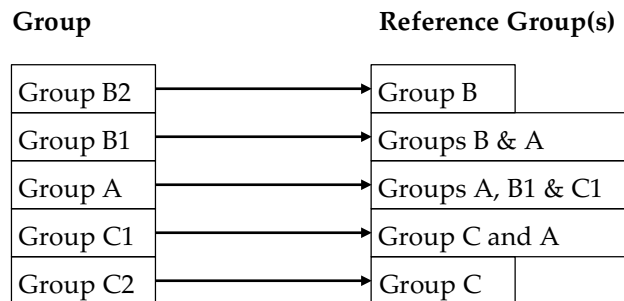 Group Reference Group(s)
Group B2 Group B
Group B1 Groups B & A
Group A Groups A, B1 & C1
Group C1 Group C and A
Group C2 Group C